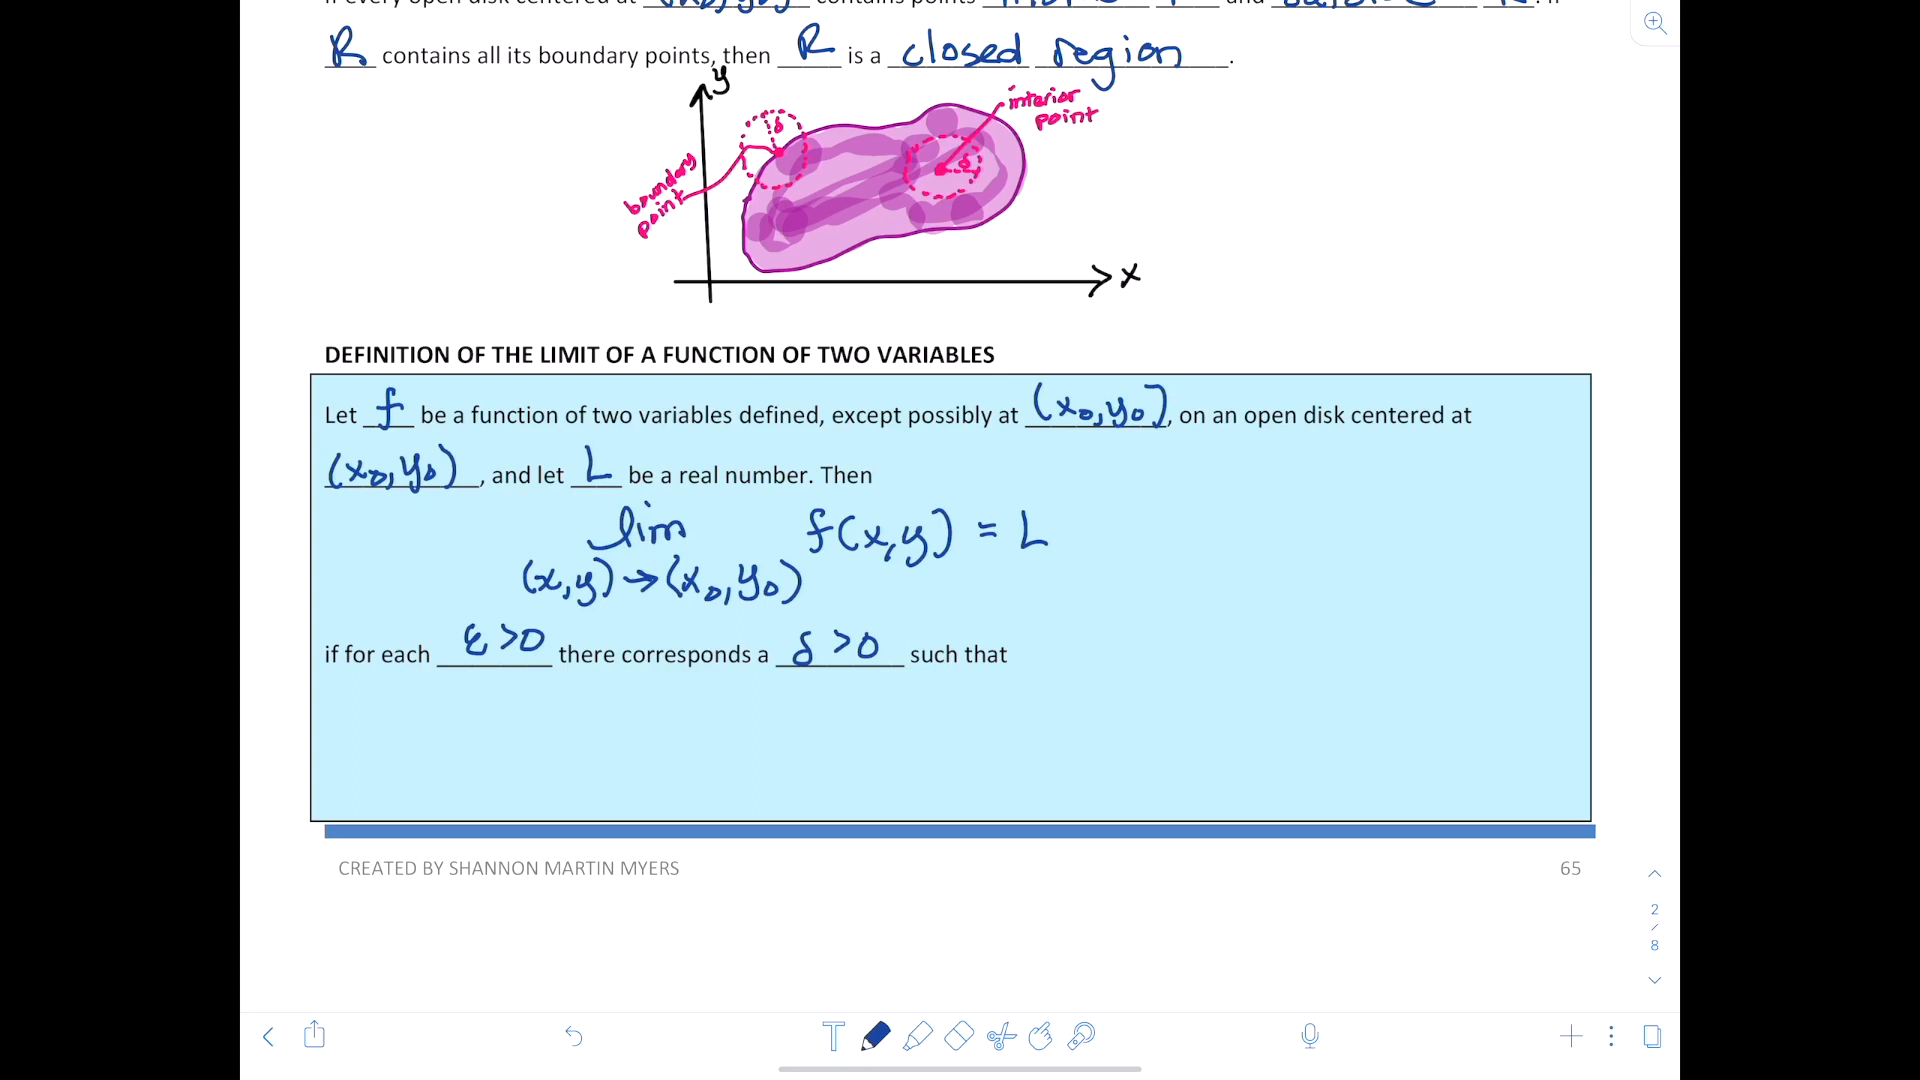 R contains all its boundary points, then R is a closed region.
y
δ
interior
point
δ
boundary
point
x
DEFINITION OF THE LIMIT OF A FUNCTION OF TWO VARIABLES
Let f be a function of two variables defined, except possibly at (x₀,y₀), on an open disk centered at
(x₀,y₀), and let L be a real number. Then
lim f(x,y) = L
(x,y)→(x₀,y₀)
if for each ε>0 there corresponds a δ>0 such that
CREATED BY SHANNON MARTIN MYERS 65
2
/
8
T